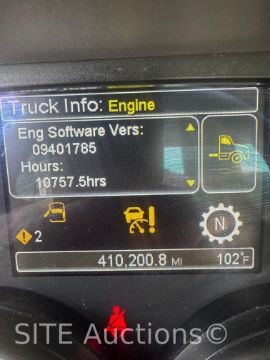 Truck Info: Engine
Eng Software Vers:
09401785
Hours:
10757.5hrs
2
N
410,200.8 MI
102°F
SITE Auctions©